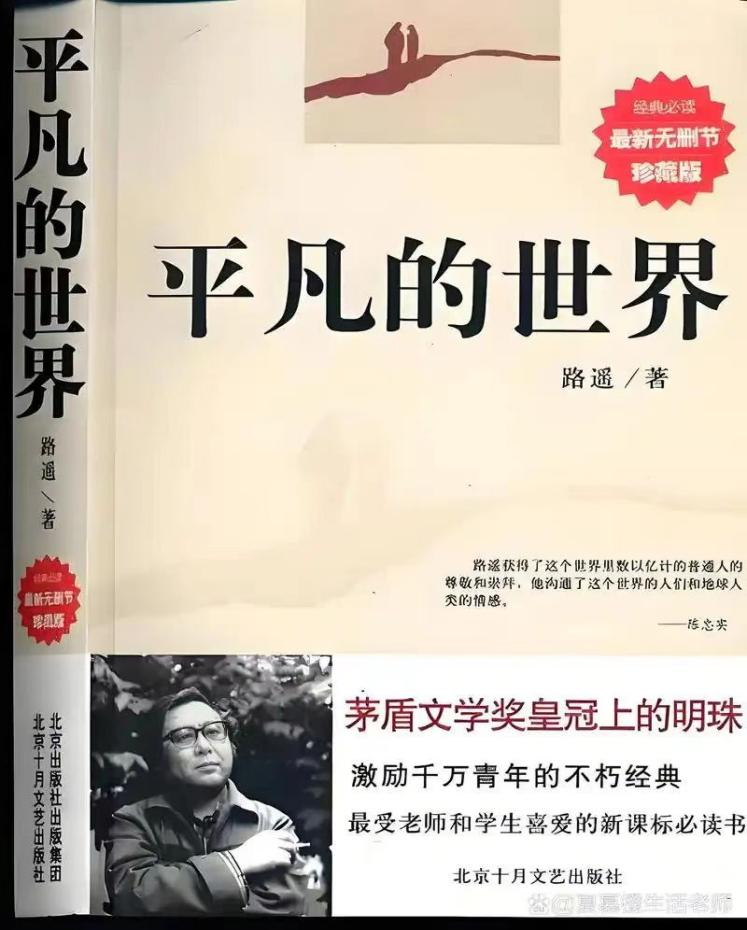 平凡的世界
路遥/著
经典必读
最新无删节
珍藏版
北京出版社出版集团
北京十月文艺出版社
经典必读
最新无删节
珍藏版
平凡的世界
路遥/著
路遥获得了这个世界里数以亿计的普通人的
尊敬和崇拜,他沟通了这个世界的人们和地球人
类的情感。
——陈忠实
茅盾文学奖皇冠上的明珠
激励千万青年的不朽经典
最受老师和学生喜爱的新课标必读书
北京十月文艺出版社